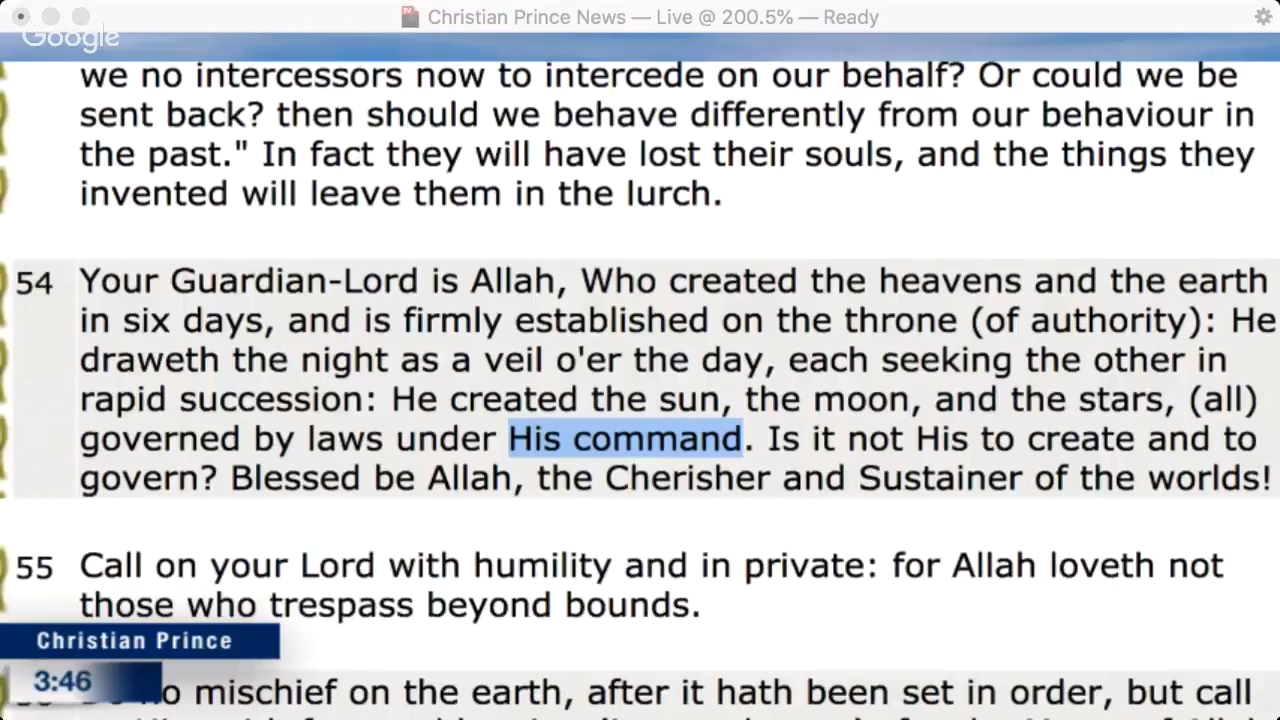 Christian Prince News — Live @ 200.5% — Ready
Google
we no intercessors now to intercede on our behalf? Or could we be
sent back? then should we behave differently from our behaviour in
the past." In fact they will have lost their souls, and the things they
invented will leave them in the lurch.
54 Your Guardian-Lord is Allah, Who created the heavens and the earth
in six days, and is firmly established on the throne (of authority): He
draweth the night as a veil o'er the day, each seeking the other in
rapid succession: He created the sun, the moon, and the stars, (all)
governed by laws under His command. Is it not His to create and to
govern? Blessed be Allah, the Cherisher and Sustainer of the worlds!
55 Call on your Lord with humility and in private: for Allah loveth not
those who trespass beyond bounds.
Christian Prince
3:46
mischief on the earth, after it hath been set in order, but call